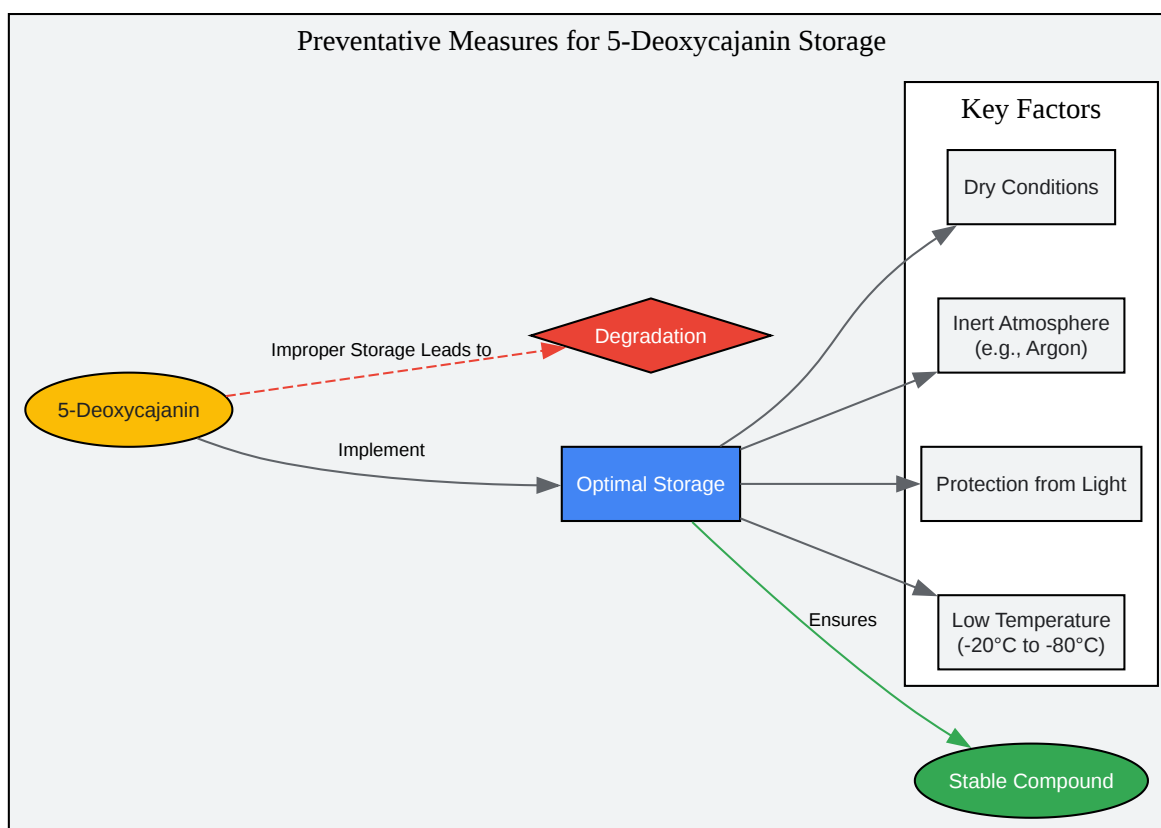 Preventative Measures for 5-Deoxycajanin Storage
Key Factors
Dry Conditions
Inert Atmosphere
(e.g., Argon)
Degradation
Improper Storage Leads to
5-Deoxycajanin
Implement
Optimal Storage
Protection from Light
Ensures
Low Temperature
(-20°C to -80°C)
Stable Compound